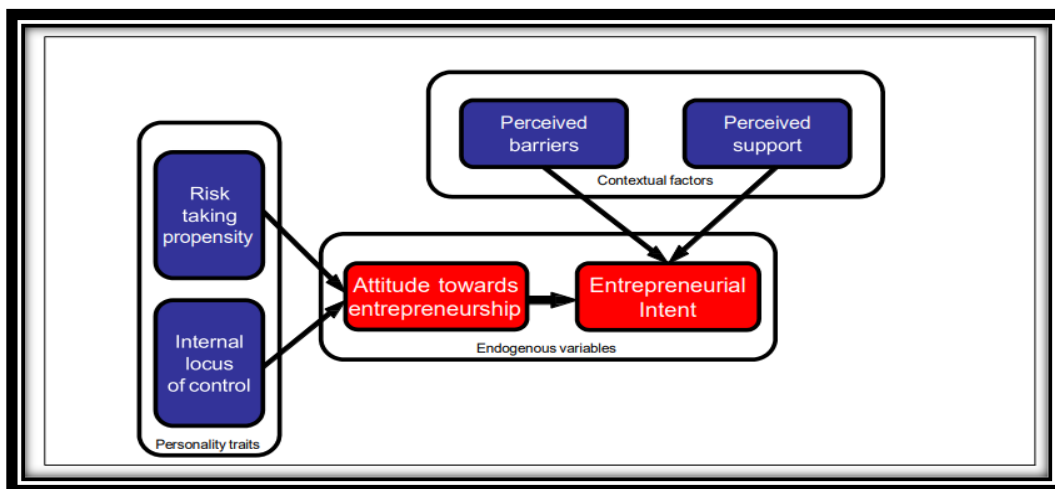 Perceived
barriers
Perceived
support
Contextual factors
Risk
taking
propensity
Internal
locus
of control
Personality traits
Attitude towards
entrepreneurship
Entrepreneurial
Intent
Endogenous variables